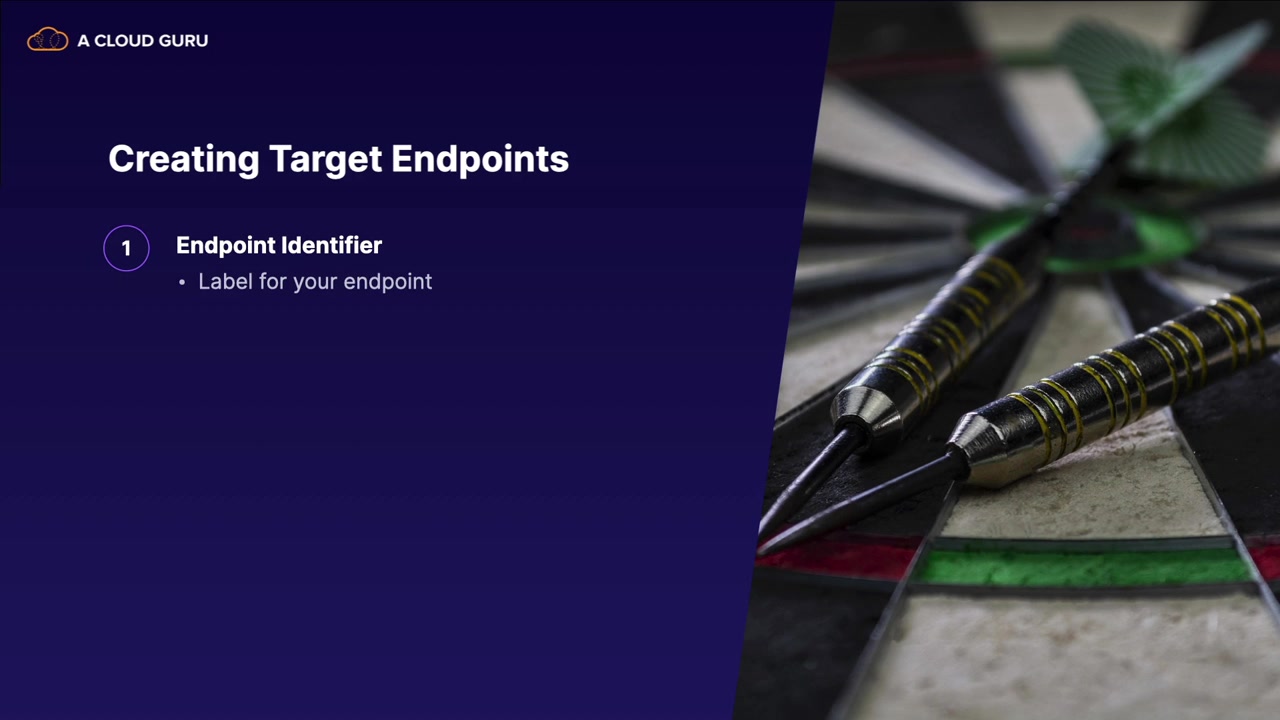 A CLOUD GURU
Creating Target Endpoints
1 Endpoint Identifier
• Label for your endpoint